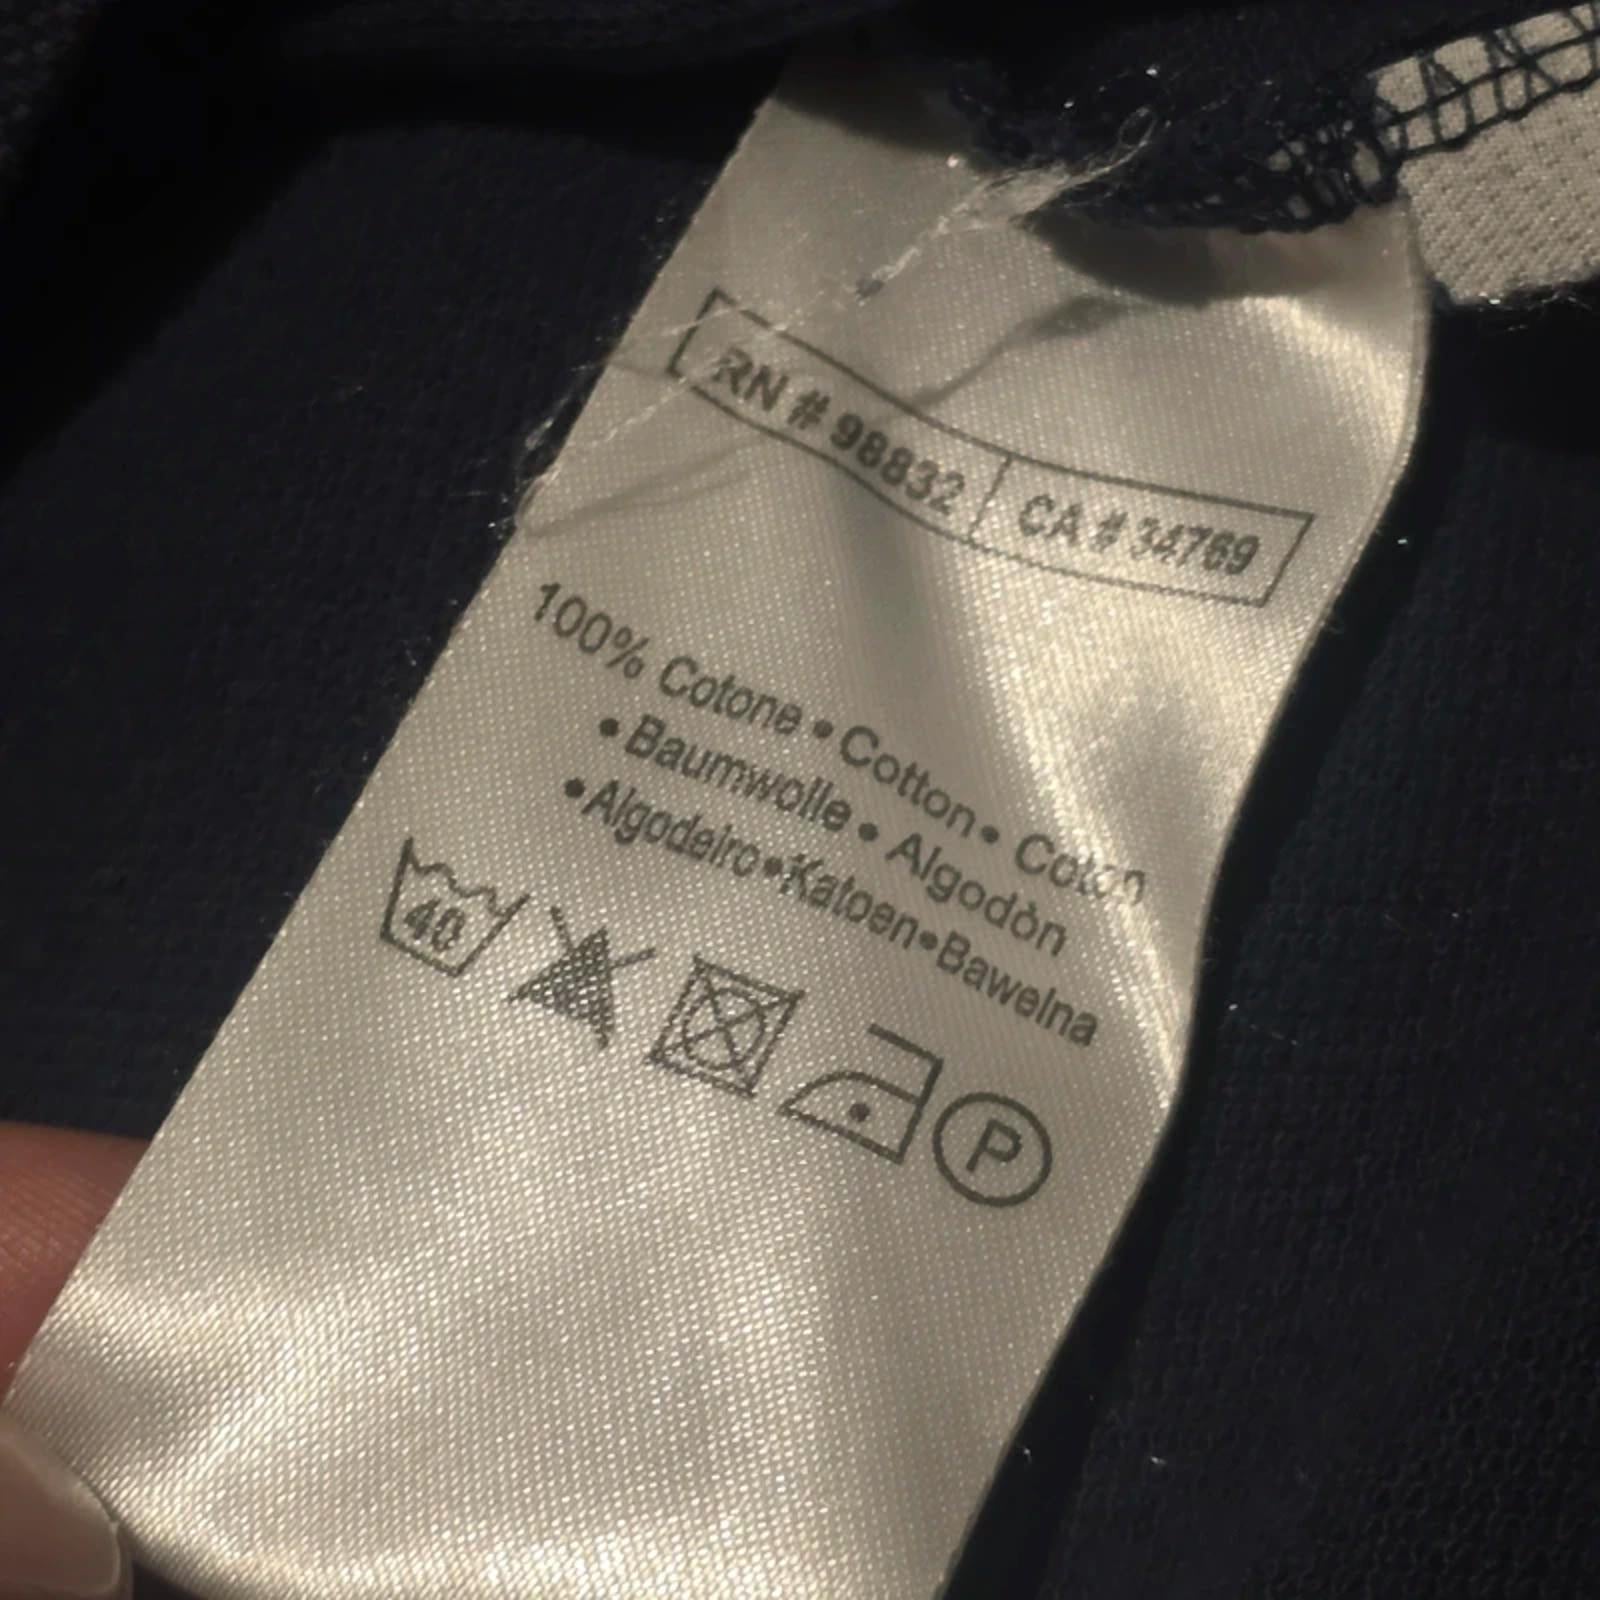 RN # 98832 CA # 34769
100% Cotone • Cotton • Coton
• Baumwolle • Algodòn
• Algodeiro • Katoen • Bawelna
40
P